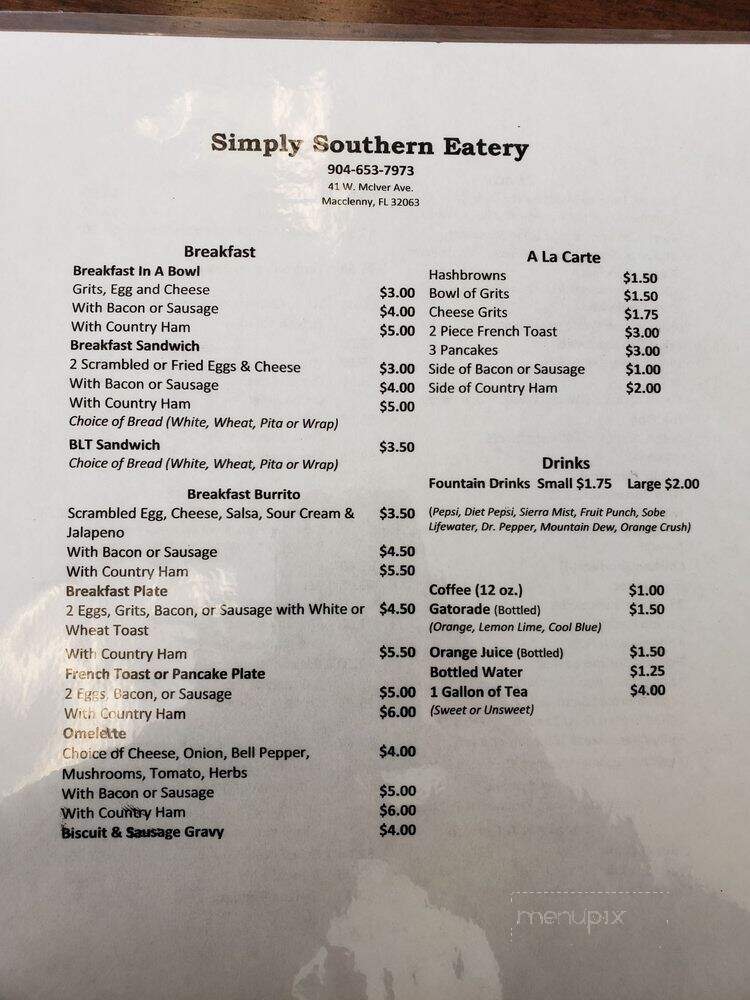 Simply Southern Eatery
904-653-7973
41 W. McIver Ave.
Macclenny, FL 32063
Breakfast
Breakfast In A Bowl
Grits, Egg and Cheese $3.00
With Bacon or Sausage $4.00
With Country Ham $5.00
Breakfast Sandwich
2 Scrambled or Fried Eggs & Cheese $3.00
With Bacon or Sausage $4.00
With Country Ham $5.00
Choice of Bread (White, Wheat, Pita or Wrap)
BLT Sandwich $3.50
Choice of Bread (White, Wheat, Pita or Wrap)
Breakfast Burrito
Scrambled Egg, Cheese, Salsa, Sour Cream & $3.50
Jalapeno
With Bacon or Sausage $4.50
With Country Ham $5.50
Breakfast Plate
2 Eggs, Grits, Bacon, or Sausage with White or $4.50
Wheat Toast
With Country Ham $5.50
French Toast or Pancake Plate
2 Eggs, Bacon, or Sausage $5.00
With Country Ham $6.00
Omelette
Choice of Cheese, Onion, Bell Pepper, $4.00
Mushrooms, Tomato, Herbs
With Bacon or Sausage $5.00
With Country Ham $6.00
Biscuit & Sausage Gravy $4.00
A La Carte
Hashbrowns $1.50
Bowl of Grits $1.50
Cheese Grits $1.75
2 Piece French Toast $3.00
3 Pancakes $3.00
Side of Bacon or Sausage $1.00
Side of Country Ham $2.00
Drinks
Fountain Drinks Small $1.75 Large $2.00
(Pepsi, Diet Pepsi, Sierra Mist, Fruit Punch, Sobe
Lifewater, Dr. Pepper, Mountain Dew, Orange Crush)
Coffee (12 oz.) $1.00
Gatorade (Bottled) $1.50
(Orange, Lemon Lime, Cool Blue)
Orange Juice (Bottled) $1.50
Bottled Water $1.25
1 Gallon of Tea $4.00
(Sweet or Unsweet)
menupix